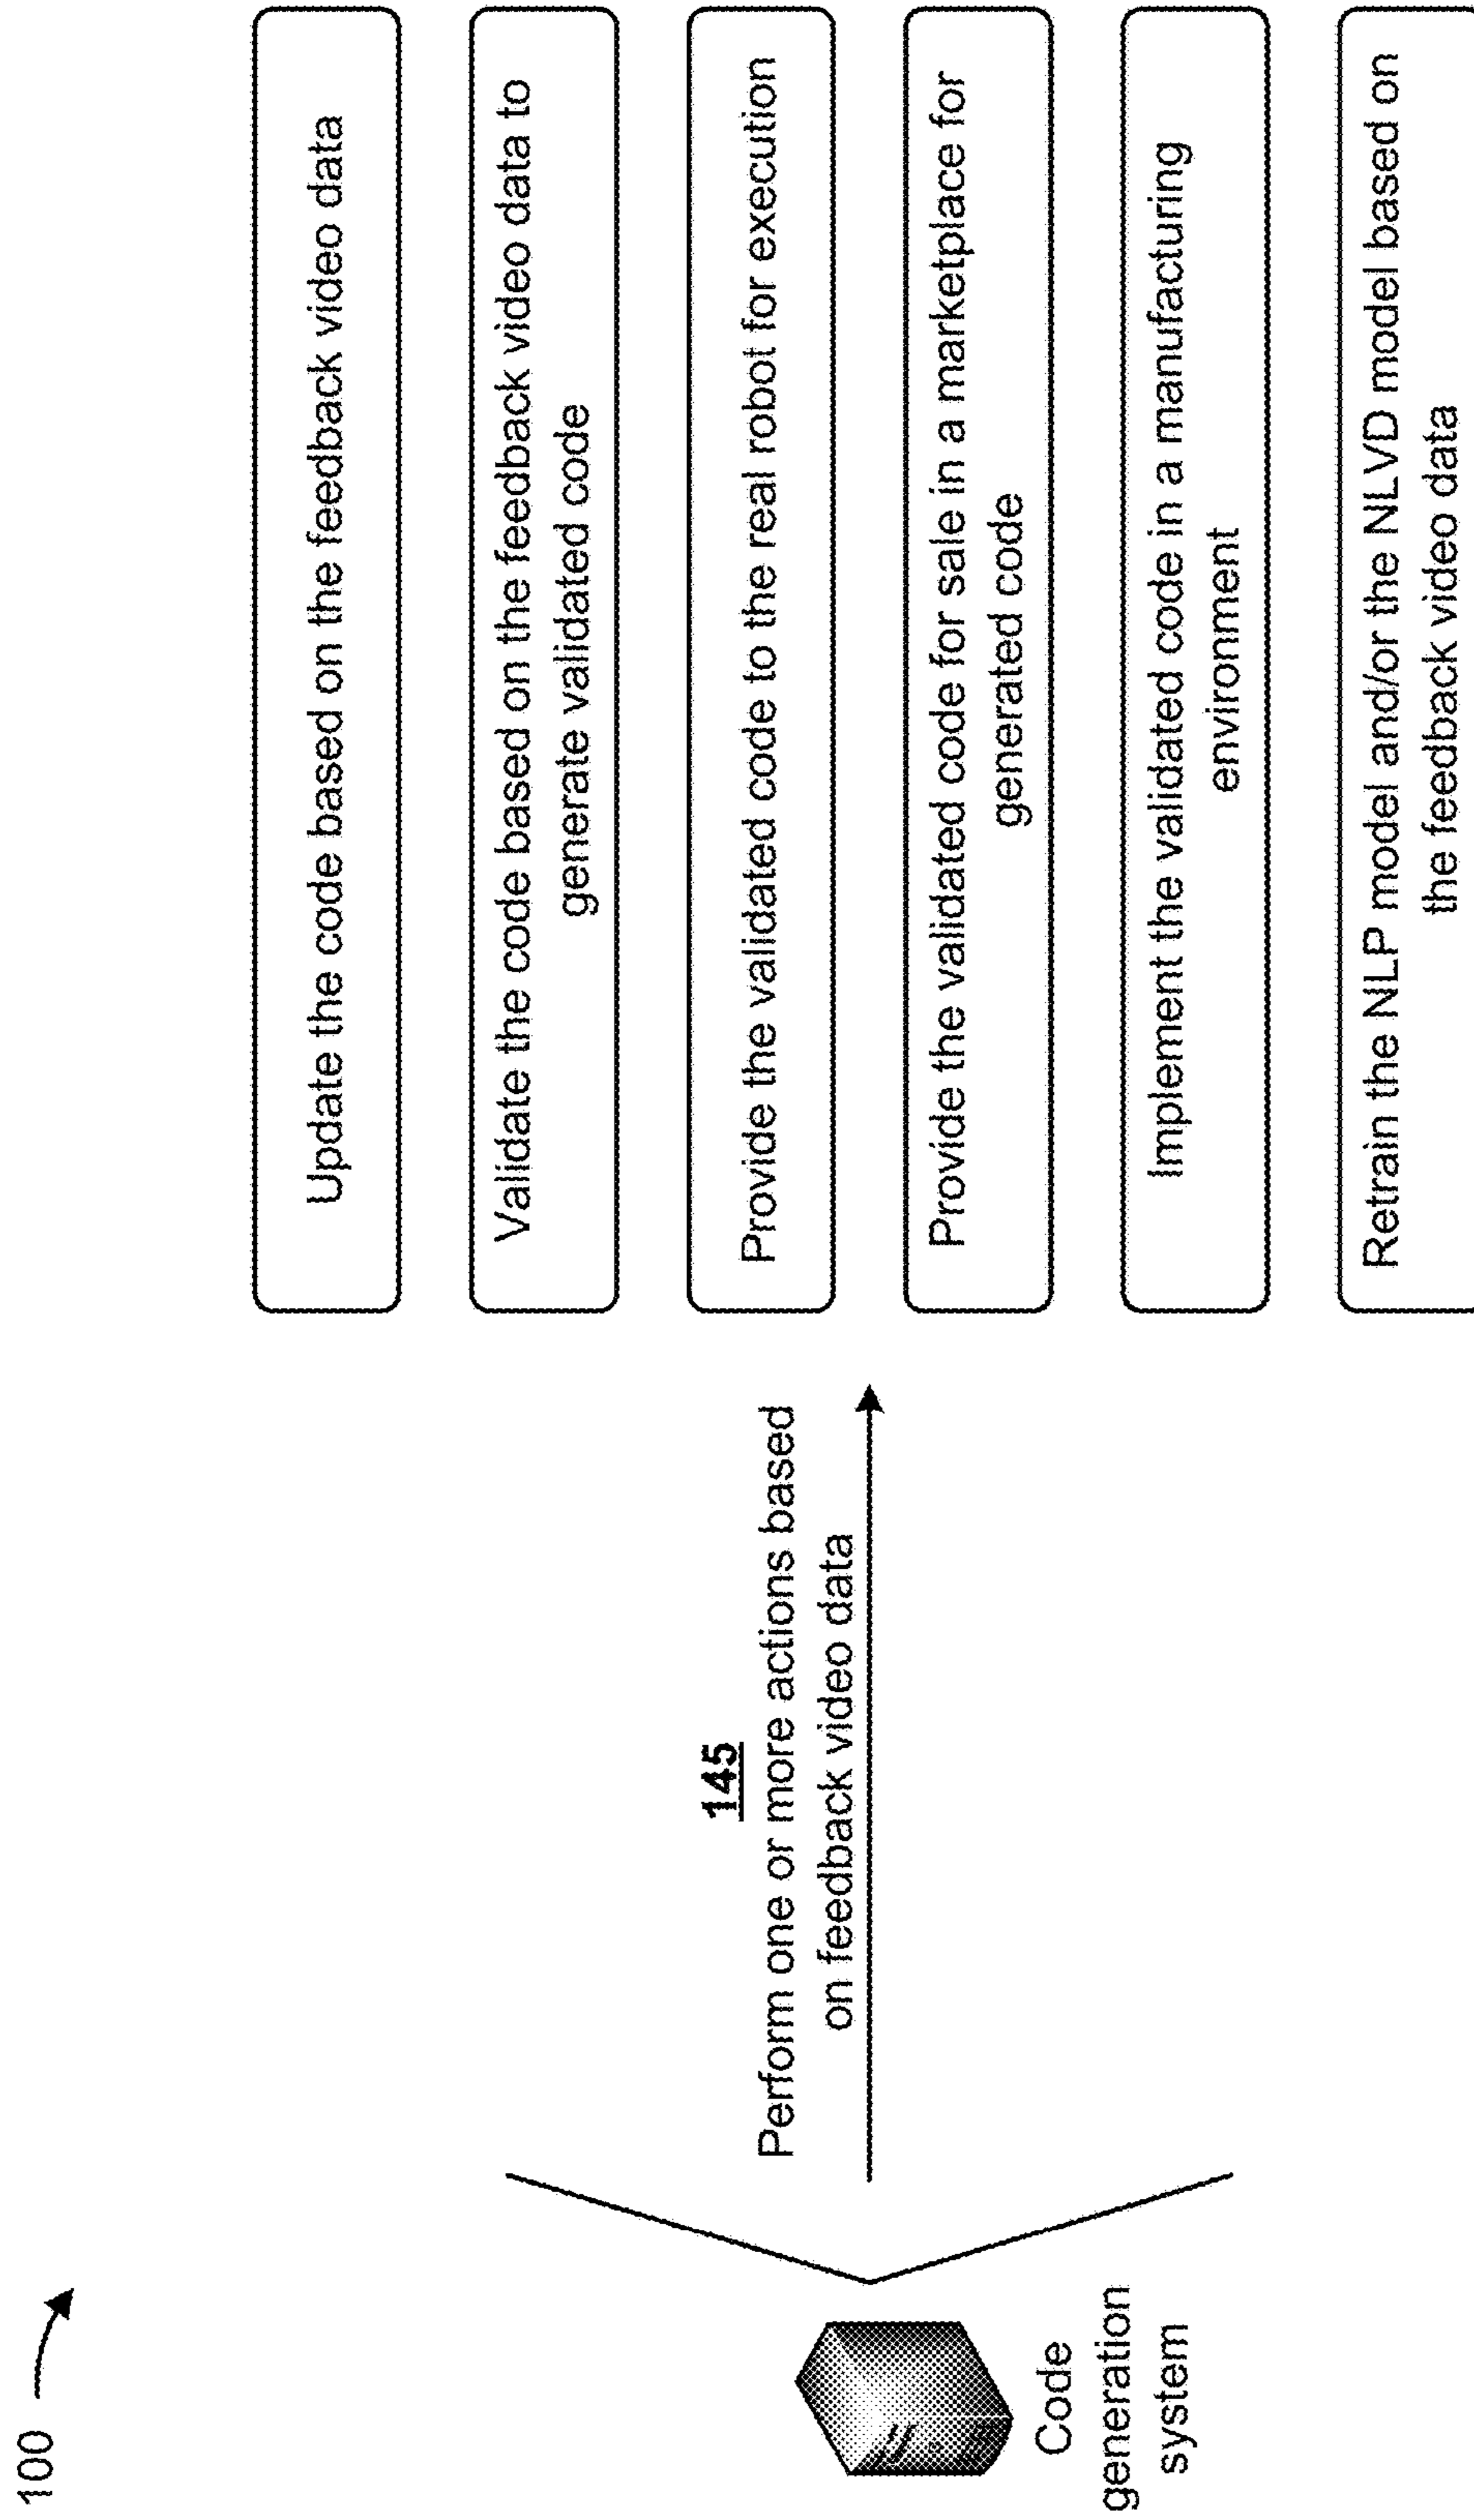 100
Code
generation
system
145
Perform one or more actions based
on feedback video data
Update the code based on the feedback video data
Validate the code based on the feedback video data to
generate validated code
Provide the validated code to the real robot for execution
Provide the validated code for sale in a marketplace for
generated code
Implement the validated code in a manufacturing
environment
Retrain the NLP model and/or the NLVD model based on
the feedback video data